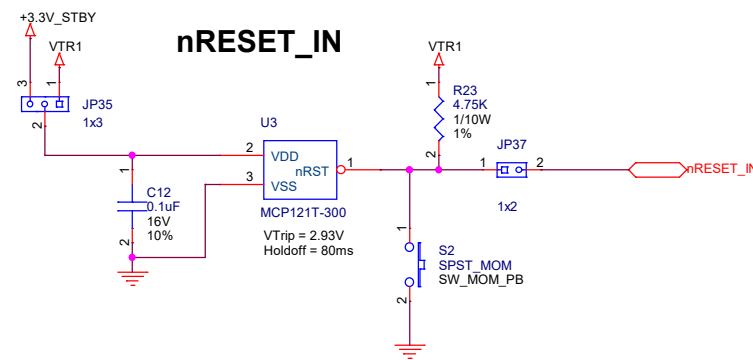 +3.3V_STBY
nRESET_IN
VTR1
3
1
JP35
2
1x3
VTR1
1
R23
4.75K
1/10W
1%
2
U3
2
VDD
nRST
1
3
VSS
MCP121T-300
VTrip = 2.93V
Holdoff = 80ms
1
C12
0.1uF
16V
10%
2
JP37
1
2
1x2
nRESET_IN
1
S2
SPST_MOM
SW_MOM_PB
2